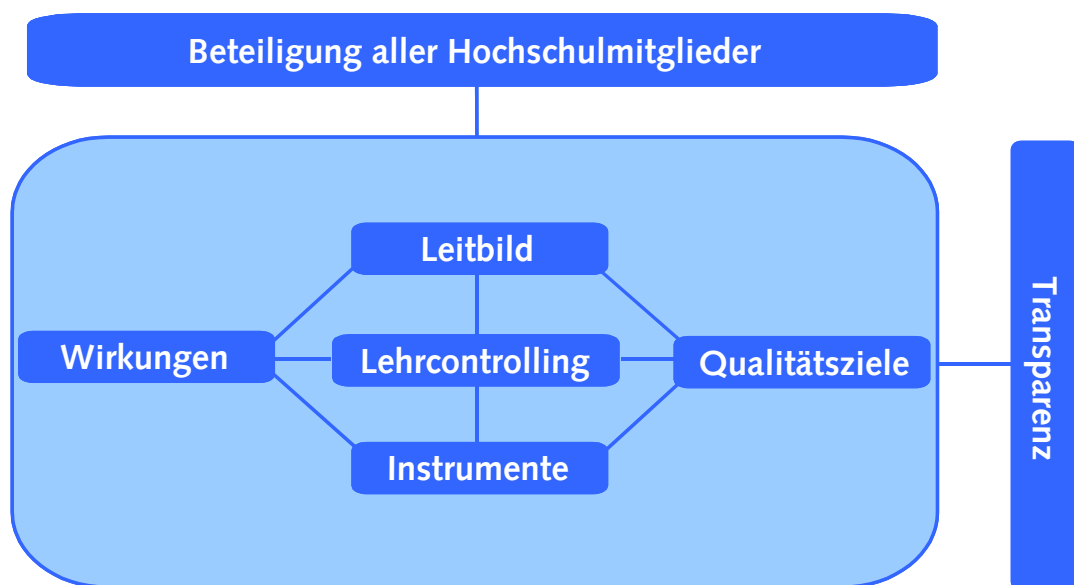 Beteiligung aller Hochschulmitglieder
Leitbild
Wirkungen
Lehrcontrolling
Qualitätsziele
Instrumente
Transparenz